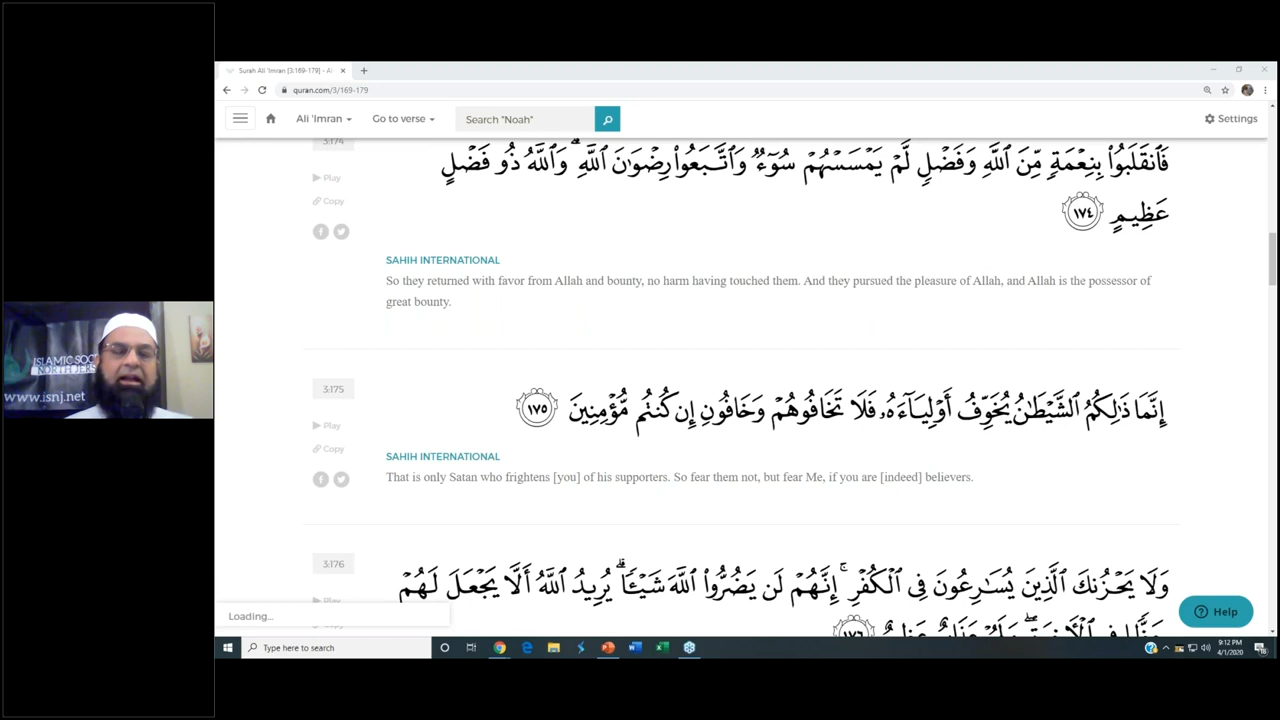 Surah Ali 'Imran [3:169-179] - Al
quran.com/3/169-179
Ali 'Imran
Go to verse
Search "Noah"
Settings
3:174
فَٱنقَلَبُوا۟ بِنِعْمَةٍ مِّنَ ٱللَّهِ وَفَضْلٍ لَّمْ يَمْسَسْهُمْ سُوٓءٌ وَٱتَّبَعُوا۟ رِضْوَٰنَ ٱللَّهِ ۗ وَٱللَّهُ ذُو فَضْلٍ
عَظِيمٍ ١٧٤
Play
Copy
SAHIH INTERNATIONAL
So they returned with favor from Allah and bounty, no harm having touched them. And they pursued the pleasure of Allah, and Allah is the possessor of
great bounty.
3:175
إِنَّمَا ذَٰلِكُمُ ٱلشَّيْطَٰنُ يُخَوِّفُ أَوْلِيَآءَهُۥ فَلَا تَخَافُوهُمْ وَخَافُونِ إِن كُنتُم مُّؤْمِنِينَ ١٧٥
Play
Copy
SAHIH INTERNATIONAL
That is only Satan who frightens [you] of his supporters. So fear them not, but fear Me, if you are [indeed] believers.
3:176
وَلَا يَحْزُنكَ ٱلَّذِينَ يُسَٰرِعُونَ فِى ٱلْكُفْرِ ۚ إِنَّهُمْ لَن يَضُرُّوا۟ ٱللَّهَ شَيْـًٔا ۗ يُرِيدُ ٱللَّهُ أَلَّا يَجْعَلَ لَهُمْ
Play
Loading...
Help
Type here to search
9:12 PM
4/1/2020
ISLAMIC SOC
NORTH JERS
www.isnj.net